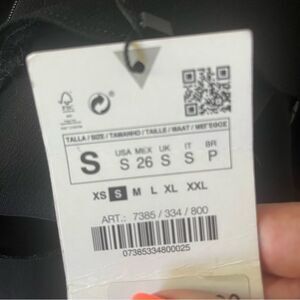 FSC
TALLA / SIZE / TAMANHO / TAILLE / MAAT / ΜΕΓΕΘΟΣ
S
USA MEX UK IT BR
S 26 S S P
XS S M L XL XXL
ART.: 7385 / 334 / 800
07385334800025